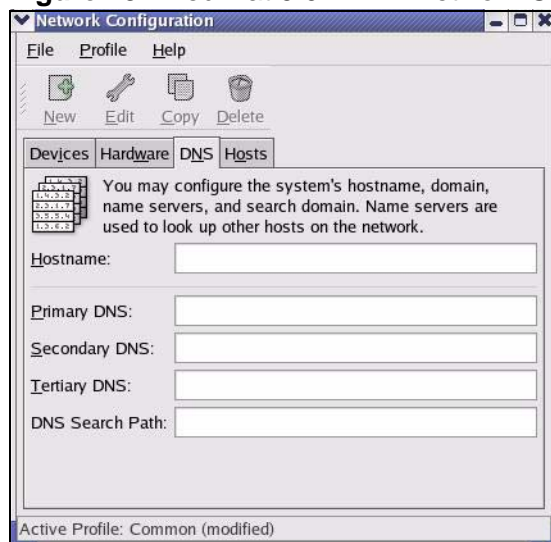 Network Configuration
File Profile Help
New Edit Copy Delete
Devices Hardware DNS Hosts
You may configure the system's hostname, domain,
name servers, and search domain. Name servers are
used to look up other hosts on the network.
Hostname:
Primary DNS:
Secondary DNS:
Tertiary DNS:
DNS Search Path:
Active Profile: Common (modified)